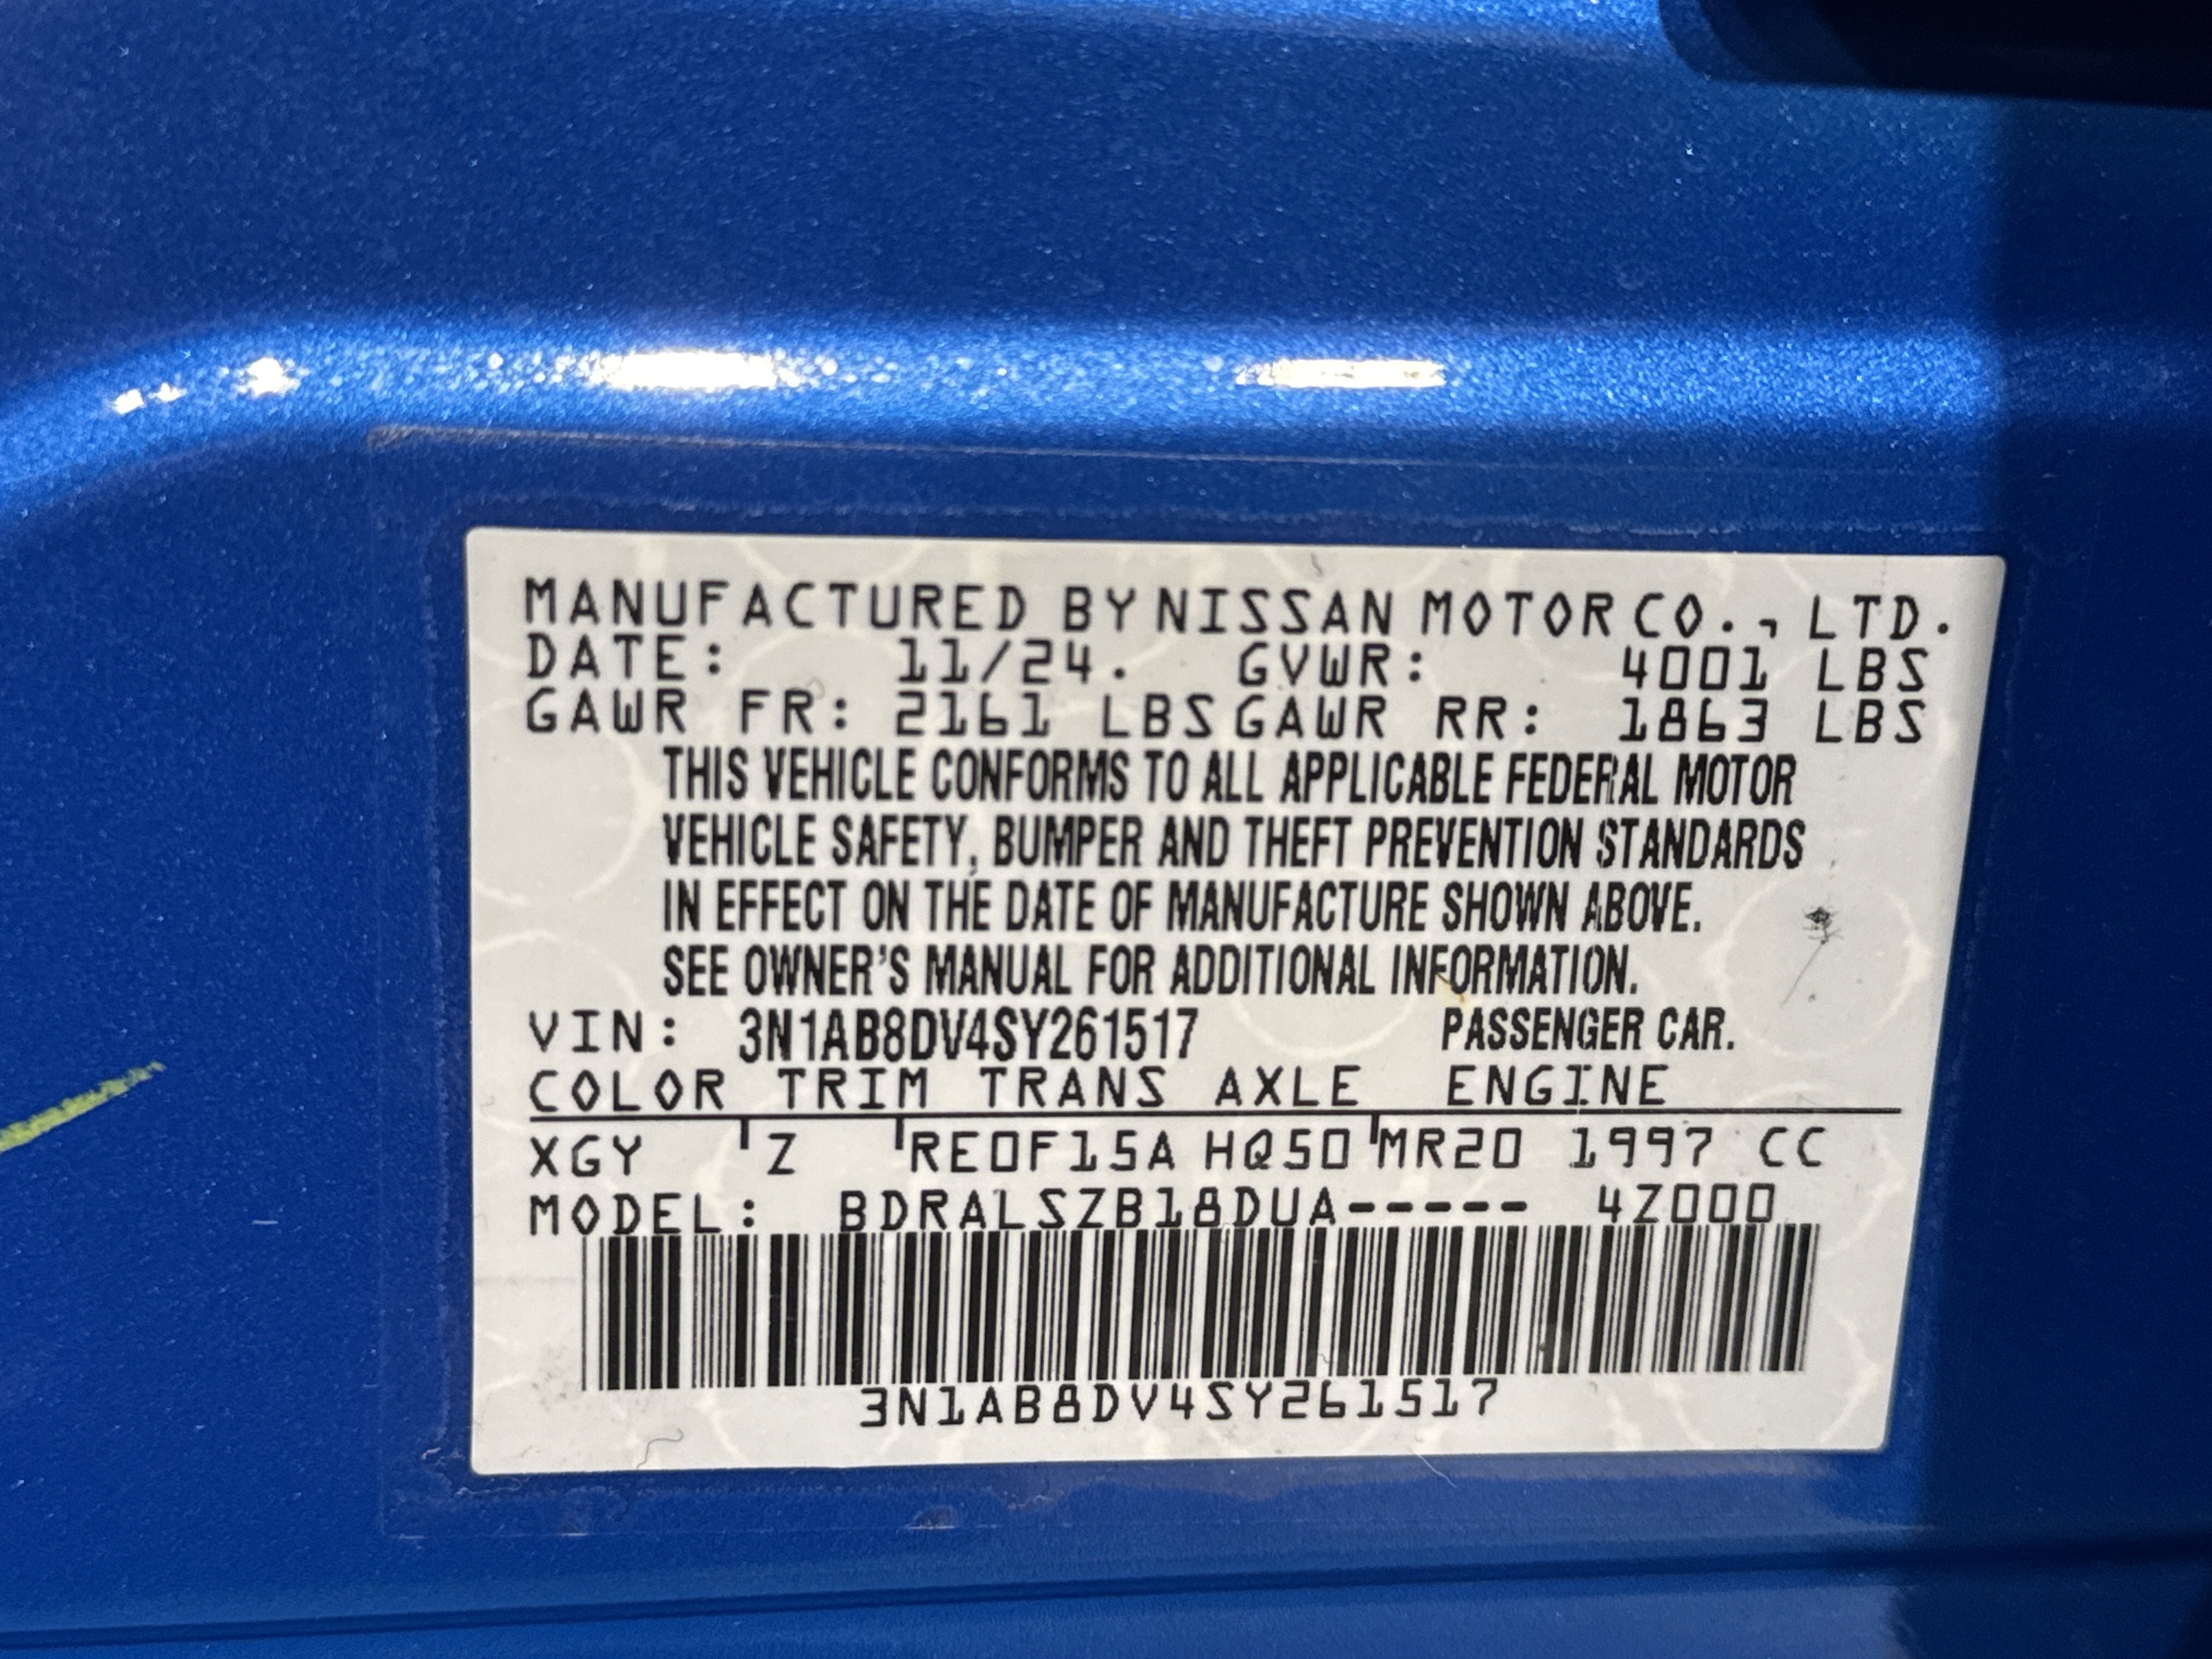 MANUFACTURED BY NISSAN MOTOR CO., LTD.
DATE: 11/24. GVWR: 4001 LBS
GAWR FR: 2161 LBS GAWR RR: 1863 LBS
THIS VEHICLE CONFORMS TO ALL APPLICABLE FEDERAL MOTOR
VEHICLE SAFETY, BUMPER AND THEFT PREVENTION STANDARDS
IN EFFECT ON THE DATE OF MANUFACTURE SHOWN ABOVE.
SEE OWNER'S MANUAL FOR ADDITIONAL INFORMATION.
VIN: 3N1AB8DV4SY261517 PASSENGER CAR.
COLOR TRIM TRANS AXLE ENGINE
XGY Z RE0F15A HQ50 MR20 1997 CC
MODEL: BDRALSZB18DUA----- 4Z000
3N1AB8DV4SY261517